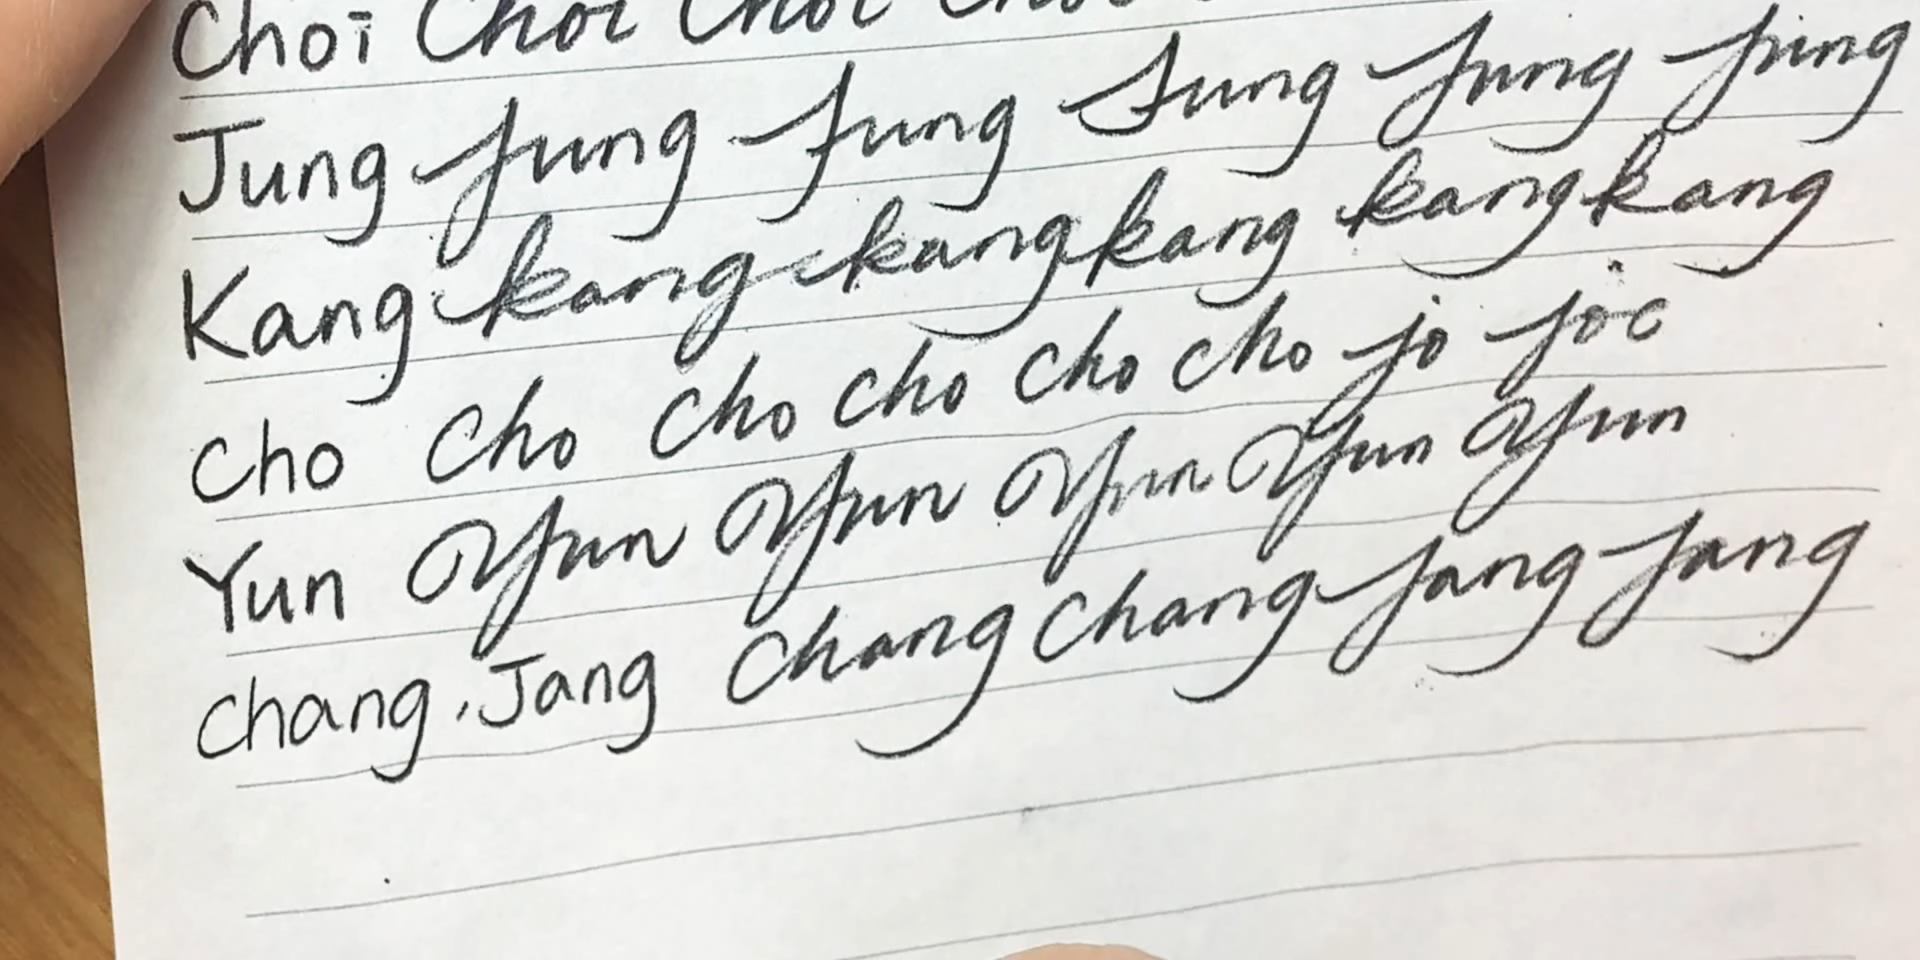 Choi Choi Choi Choi
Jung Jung Jung Jung Jung Jung
Kang kang kang kang kang kang
Cho Cho Cho Cho Cho Cho jo joc
Yun Yun Yun Yun Yun Yun
Chang. Jang Chang Chang Jang Jang